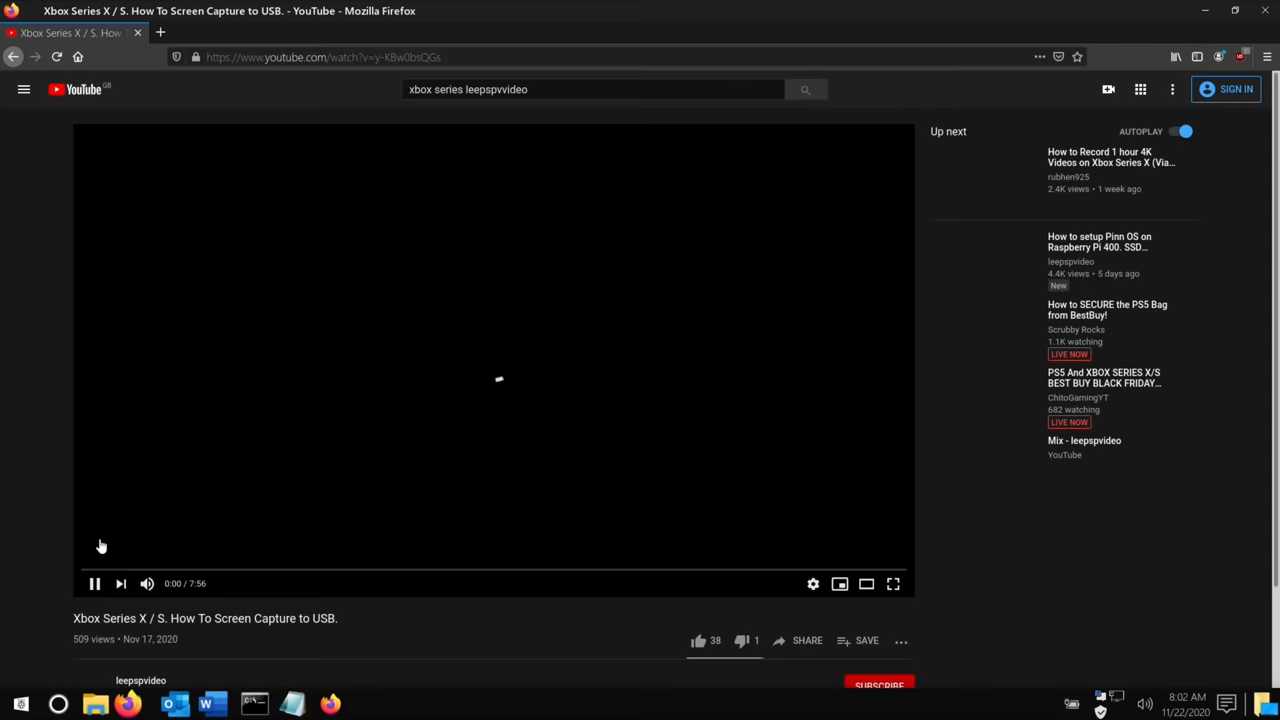 Xbox Series X / S. How To Screen Capture to USB. - YouTube - Mozilla Firefox
Xbox Series X / S. How
https://www.youtube.com/watch?v=y-KBw0bsQGs
YouTube GB
xbox series leepspvvideo
SIGN IN
Up next
AUTOPLAY
How to Record 1 hour 4K
Videos on Xbox Series X (Via...
rubhen925
2.4K views • 1 week ago
How to setup Pinn OS on
Raspberry Pi 400. SSD...
leepspvideo
4.4K views • 5 days ago
New
How to SECURE the PS5 Bag
from BestBuy!
Scrubby Rocks
1.1K watching
LIVE NOW
PS5 And XBOX SERIES X/S
BEST BUY BLACK FRIDAY...
ChitoGamingYT
682 watching
LIVE NOW
Mix - leepspvideo
YouTube
0:00 / 7:56
Xbox Series X / S. How To Screen Capture to USB.
509 views • Nov 17, 2020
38
1
SHARE
SAVE
leepspvideo
SUBSCRIBE
8:02 AM
11/22/2020